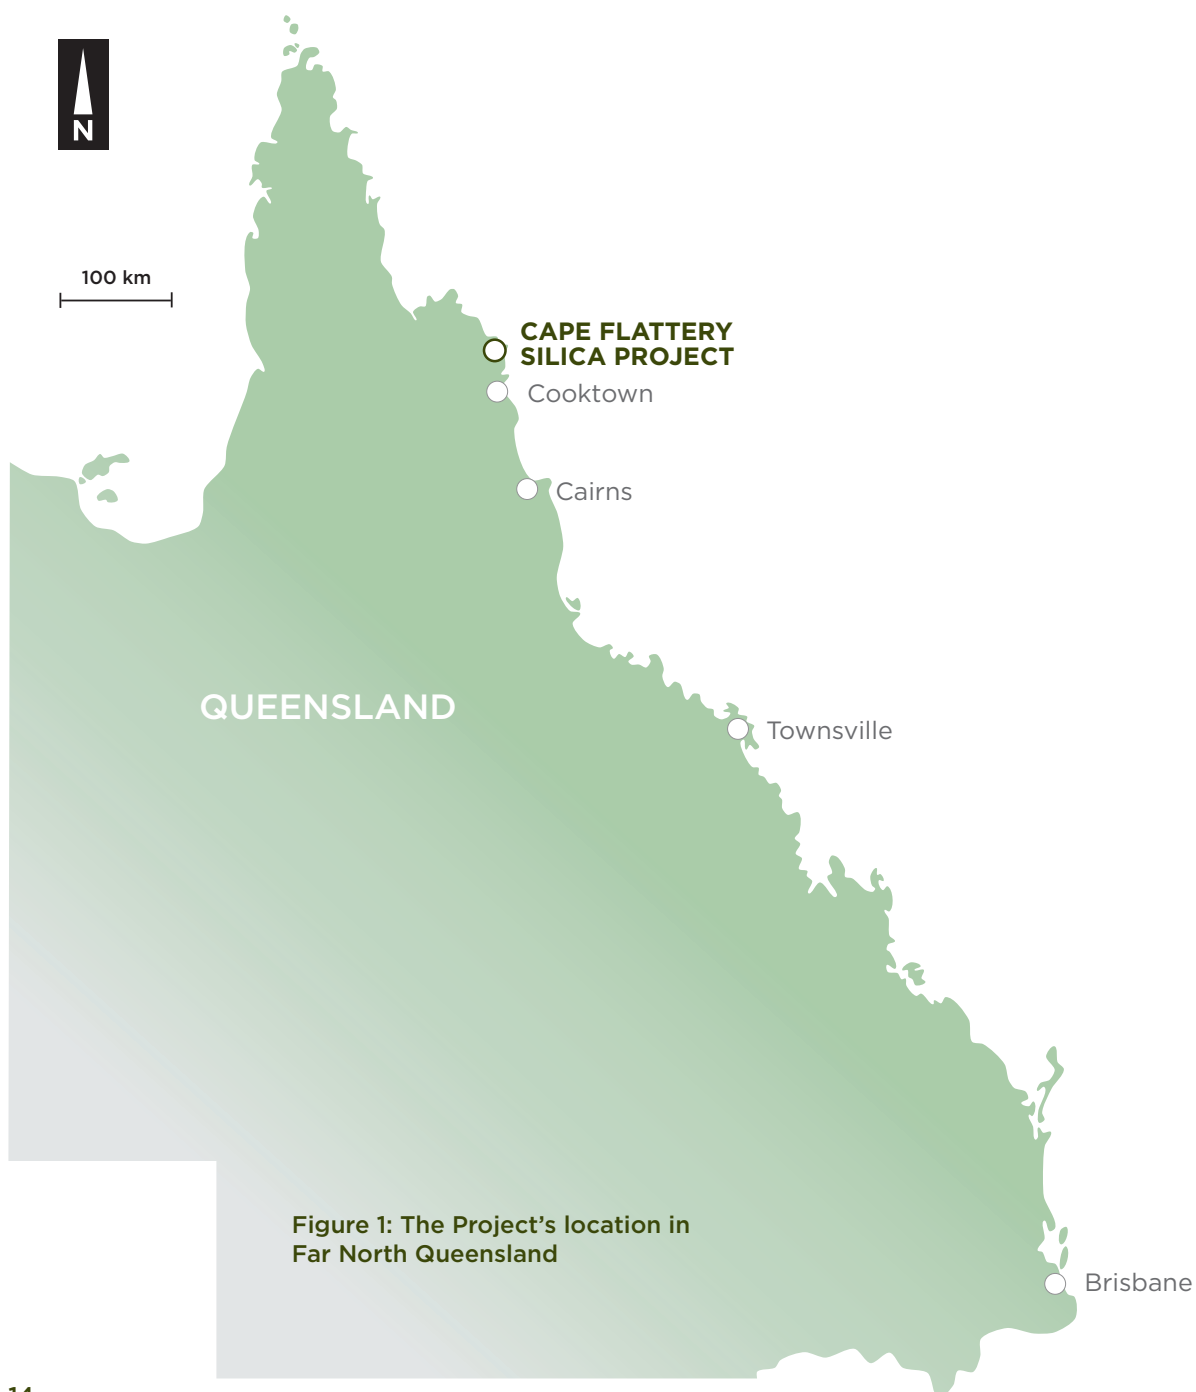 N
100 km
CAPE FLATTERY
SILICA PROJECT
Cooktown
Cairns
QUEENSLAND
Townsville
Figure 1: The Project’s location in
Far North Queensland
Brisbane
14